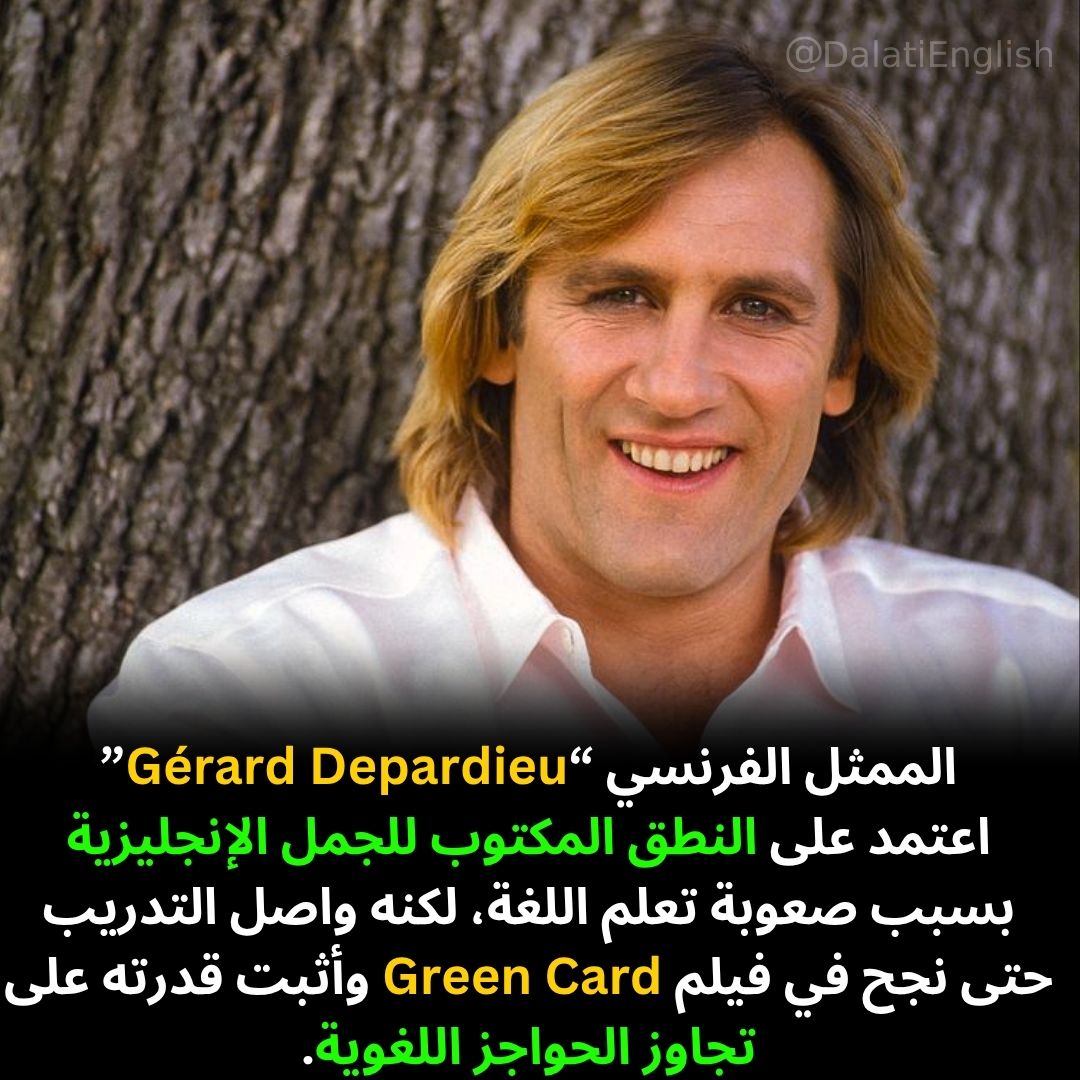 @DalatiEnglish
الممثل الفرنسي “Gérard Depardieu”
اعتمد على النطق المكتوب للجمل الإنجليزية
بسبب صعوبة تعلم اللغة، لكنه واصل التدريب
حتى نجح في فيلم Green Card وأثبت قدرته على
تجاوز الحواجز اللغوية.